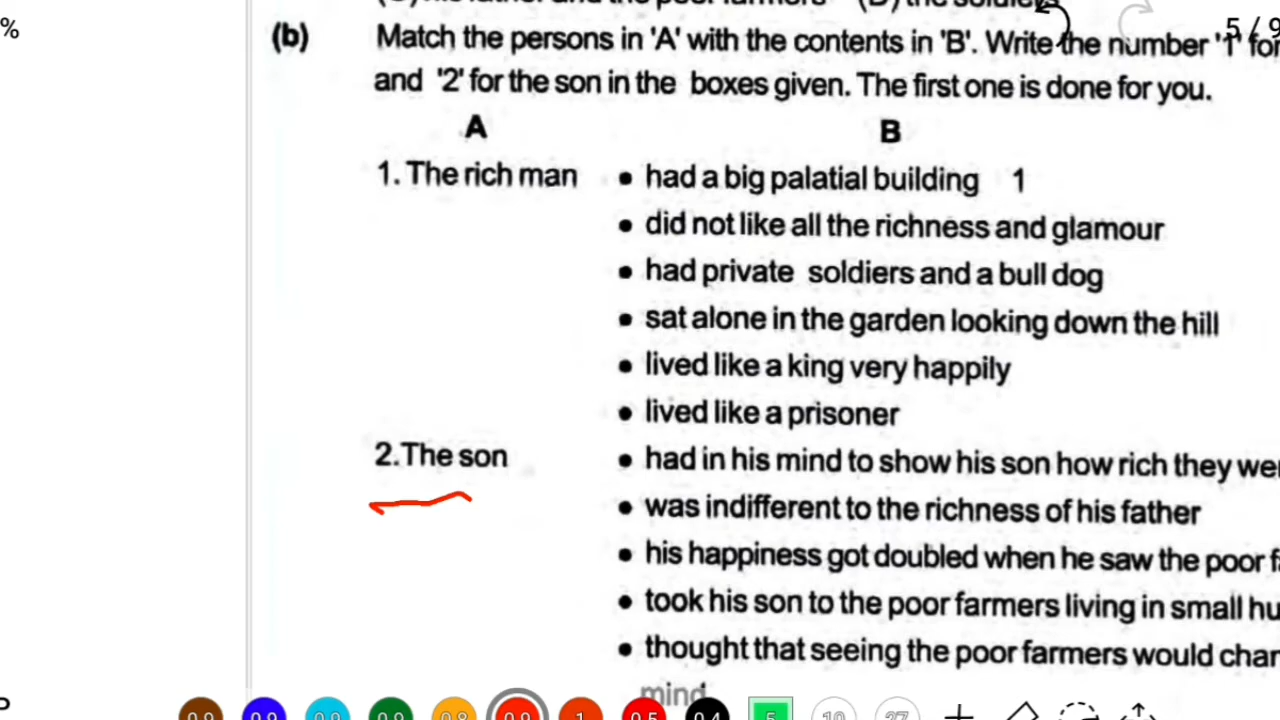 %
5 / 9
(b) Match the persons in 'A' with the contents in 'B'. Write the number '1' for
and '2' for the son in the boxes given. The first one is done for you.
A B
1. The rich man • had a big palatial building 1
• did not like all the richness and glamour
• had private soldiers and a bull dog
• sat alone in the garden looking down the hill
• lived like a king very happily
• lived like a prisoner
2. The son • had in his mind to show his son how rich they
• was indifferent to the richness of his father
• his happiness got doubled when he saw the poor
• took his son to the poor farmers living in small
• thought that seeing the poor farmers would
mind